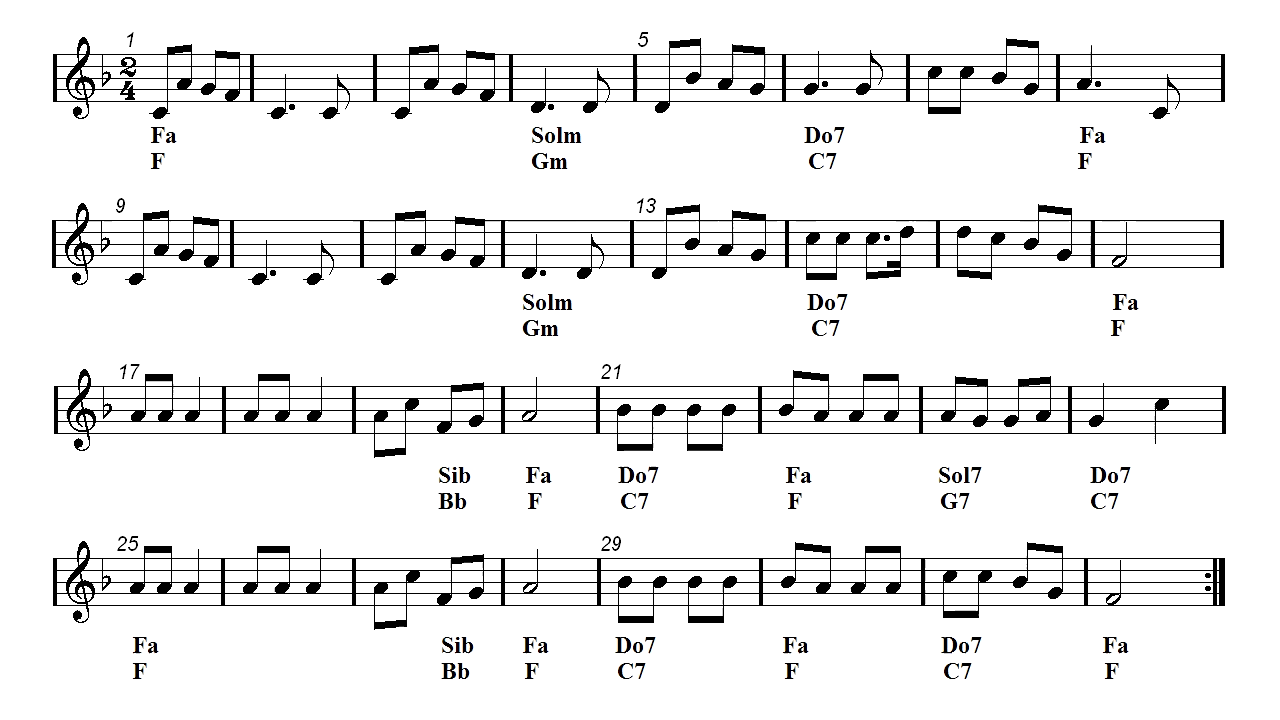 1 5
2
4
Fa Solm Do7 Fa
F Gm C7 F
9 13
Solm Do7 Fa
Gm C7 F
17 21
Sib Fa Do7 Fa Sol7 Do7
Bb F C7 F G7 C7
25 29
Fa Sib Fa Do7 Fa Do7 Fa
F Bb F C7 F C7 F